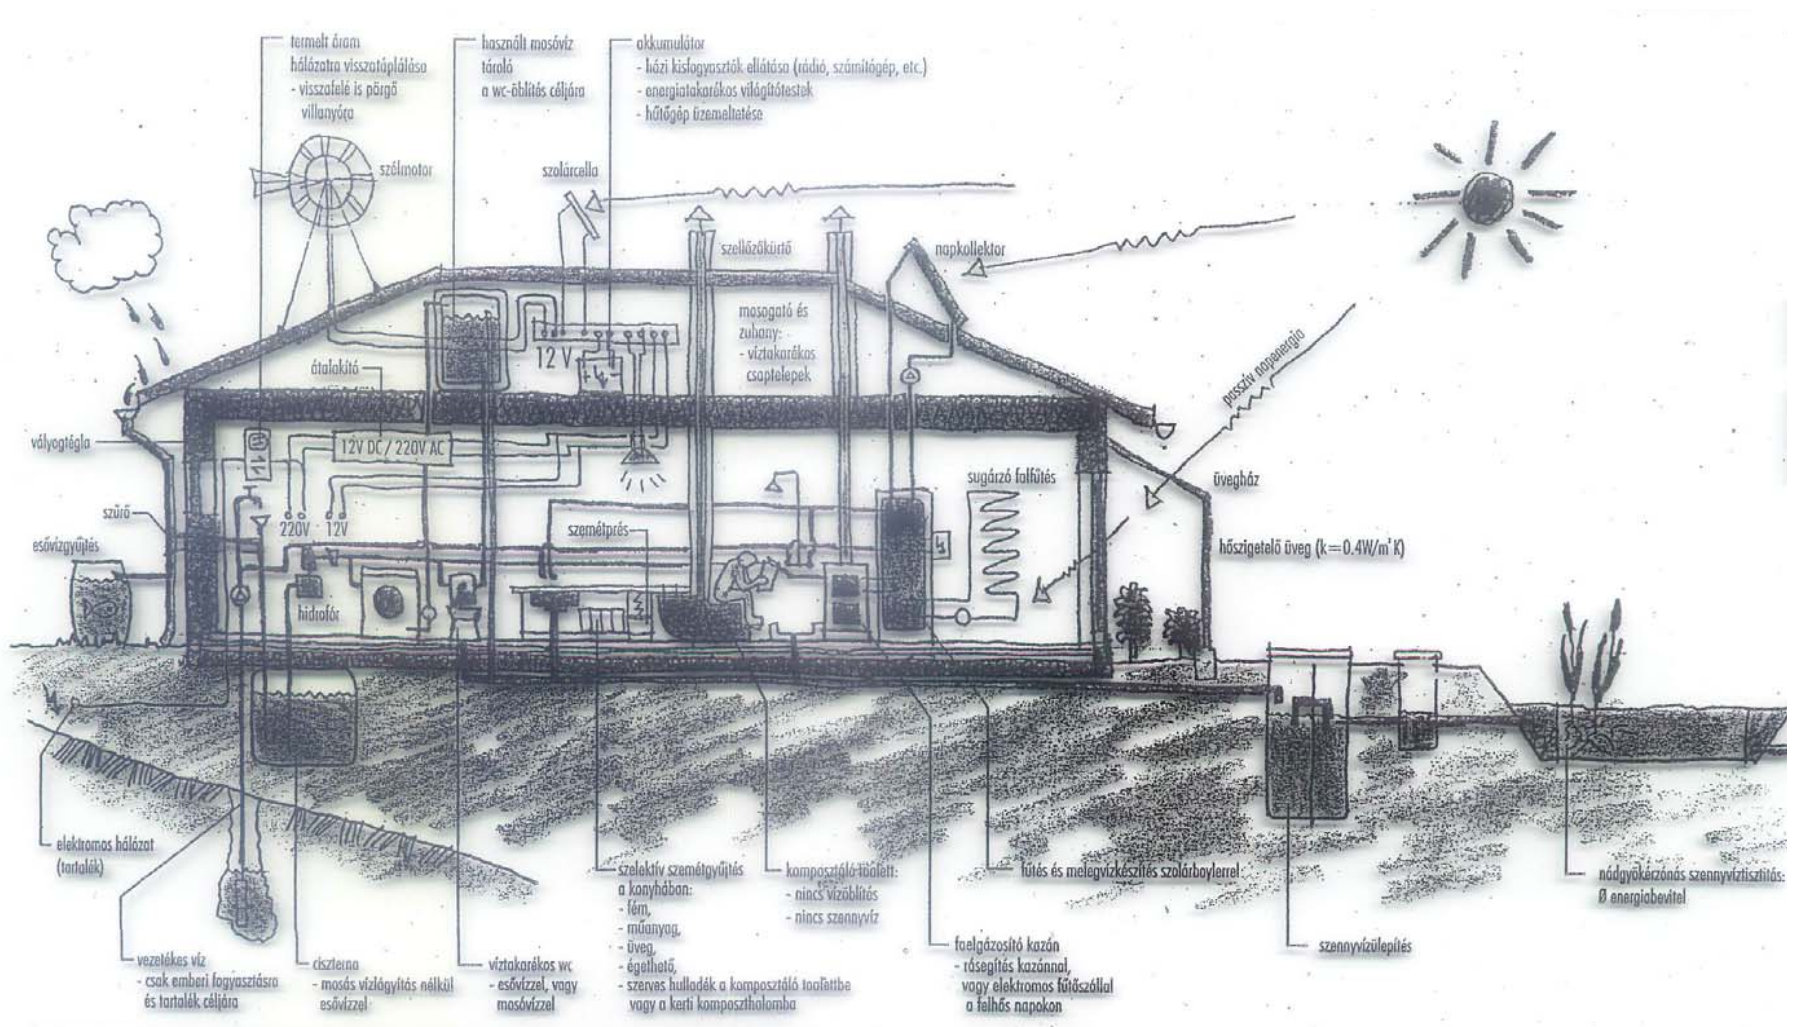 termelt áram
hálózatra visszatáplálása
- visszafelé is pörgő
villanyóra
használt mosóvíz
tároló
a wc-öblítés céljára
akkumulátor
- házi kisfogyasztók ellátása (rádió, számítógép, etc.)
- energiatakarékos világítótestek
- hűtőgép üzemeltetése
szélmotor
szolárcella
szellőzőkürtő
napkollektor
mosogató és
zuhany:
- víztakarékos
csaptelepek
12 V
átalakító
passzív napenergia
vályogtégla
12V DC / 220V AC
sugárzó falfűtés
üvegház
szűrő
220V
12V
szemétprés
esővízgyűjtés
hőszigetelő üveg (k=0.4W/m²K)
hidrofór
elektromos hálózat
(tartalék)
szelektív szemétgyűjtés
a konyhában:
- fém,
- műanyag,
- üveg,
- égethető,
- szerves hulladék a komposztáló toalettbe
vagy a kerti komposzthalomba
komposztáló toalett:
- nincs vízöblítés
- nincs szennyvíz
fűtés és melegvízkészítés szolárboylerrel
nádgyökérzónás szennyvíztisztítás:
Ø energiabevitel
vezetékes víz
- csak emberi fogyasztásra
és tartalék céljára
ciszterna
- mosás vízlágyítás nélkül
esővízzel
víztakarékos wc
- esővízzel, vagy
mosóvízzel
faelgázosító kazán
- rásegítés kazánnal,
vagy elektromos fűtőszállal
a felhős napokon
szennyvízülepítés